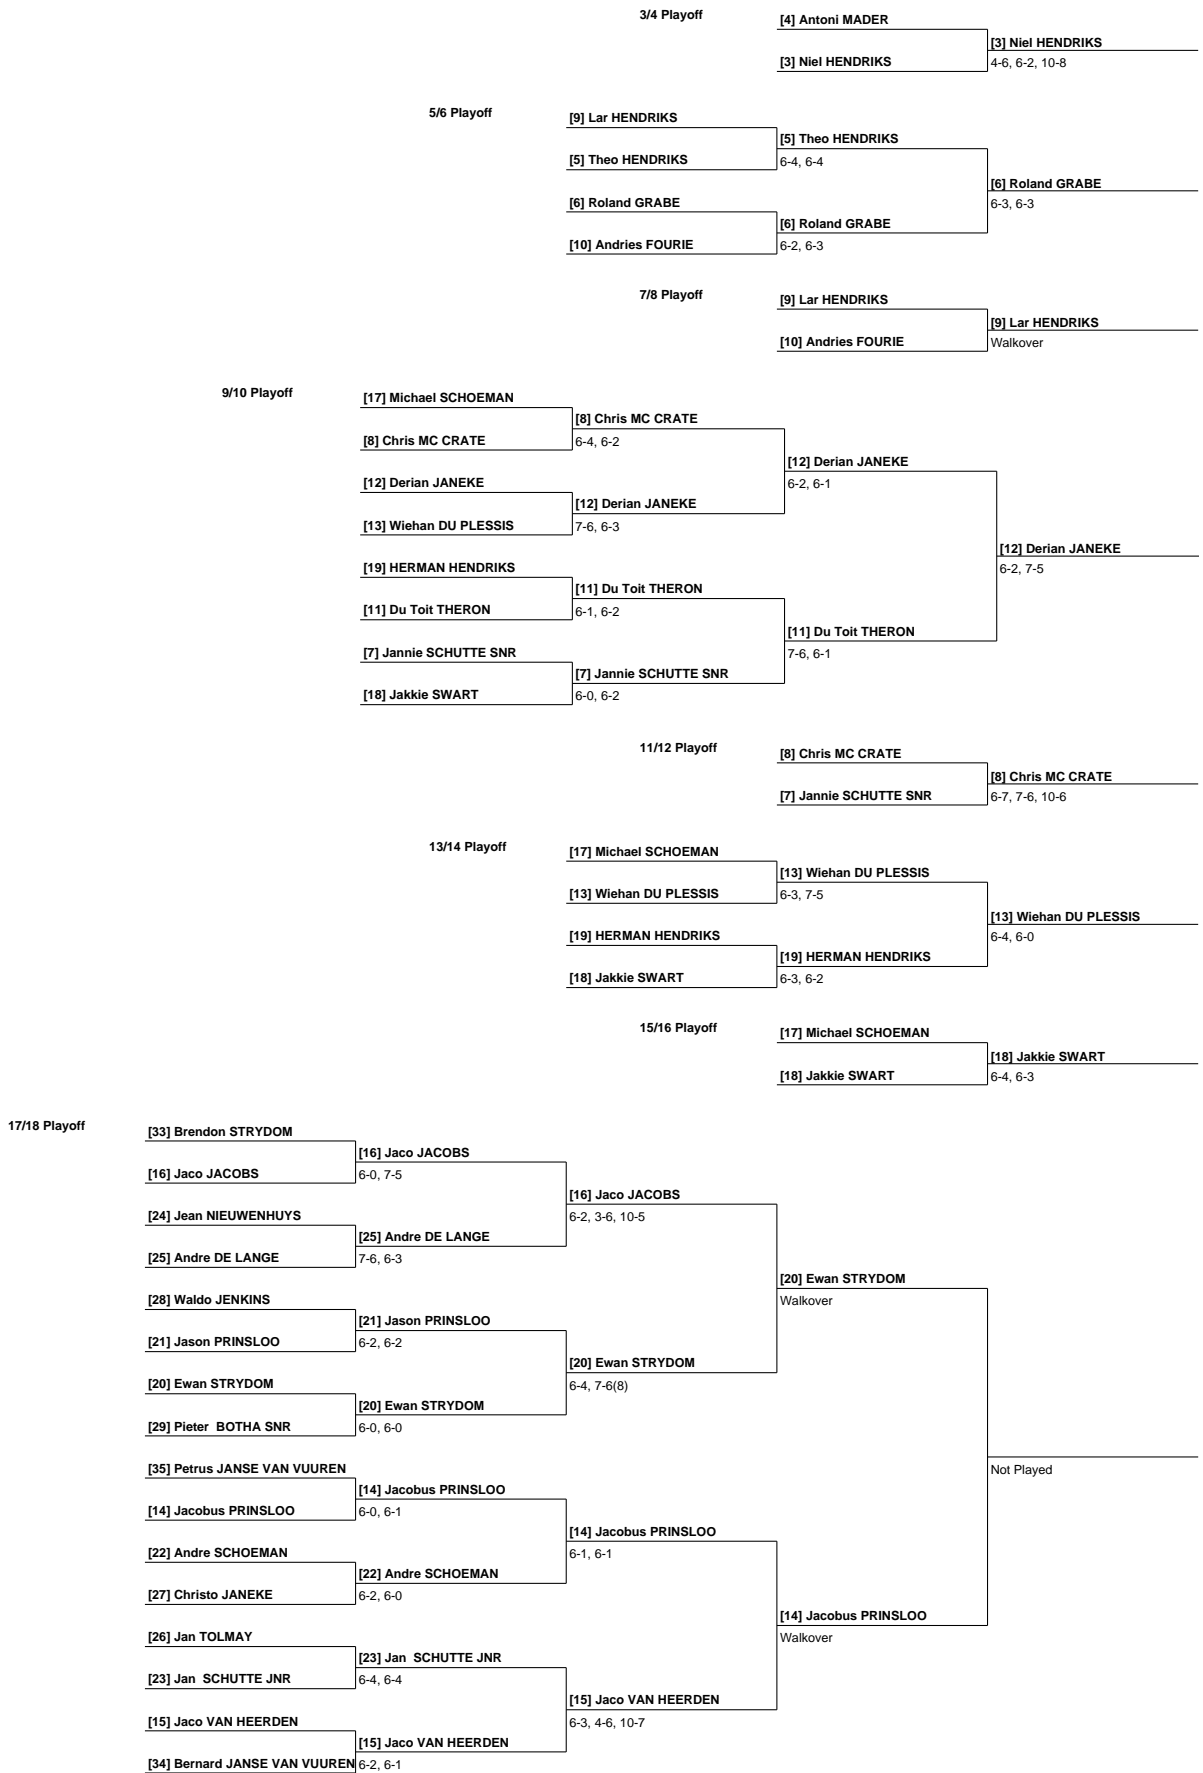 3/4 Playoff
[4] Antoni MADER
[3] Niel HENDRIKS
[3] Niel HENDRIKS
4-6, 6-2, 10-8
5/6 Playoff
[9] Lar HENDRIKS
[5] Theo HENDRIKS
[5] Theo HENDRIKS
6-4, 6-4
[6] Roland GRABE
6-3, 6-3
[6] Roland GRABE
[6] Roland GRABE
[10] Andries FOURIE
6-2, 6-3
7/8 Playoff
[9] Lar HENDRIKS
[9] Lar HENDRIKS
[10] Andries FOURIE
Walkover
9/10 Playoff
[17] Michael SCHOEMAN
[8] Chris MC CRATE
[8] Chris MC CRATE
6-4, 6-2
[12] Derian JANEKE
6-2, 6-1
[12] Derian JANEKE
[12] Derian JANEKE
[13] Wiehan DU PLESSIS
7-6, 6-3
[12] Derian JANEKE
6-2, 7-5
[19] HERMAN HENDRIKS
[11] Du Toit THERON
[11] Du Toit THERON
6-1, 6-2
[11] Du Toit THERON
7-6, 6-1
[7] Jannie SCHUTTE SNR
[7] Jannie SCHUTTE SNR
[18] Jakkie SWART
6-0, 6-2
11/12 Playoff
[8] Chris MC CRATE
[8] Chris MC CRATE
[7] Jannie SCHUTTE SNR
6-7, 7-6, 10-6
13/14 Playoff
[17] Michael SCHOEMAN
[13] Wiehan DU PLESSIS
[13] Wiehan DU PLESSIS
6-3, 7-5
[13] Wiehan DU PLESSIS
6-4, 6-0
[19] HERMAN HENDRIKS
[19] HERMAN HENDRIKS
[18] Jakkie SWART
6-3, 6-2
15/16 Playoff
[17] Michael SCHOEMAN
[18] Jakkie SWART
[18] Jakkie SWART
6-4, 6-3
17/18 Playoff
[33] Brendon STRYDOM
[16] Jaco JACOBS
[16] Jaco JACOBS
6-0, 7-5
[16] Jaco JACOBS
6-2, 3-6, 10-5
[24] Jean NIEUWENHUYS
[25] Andre DE LANGE
[25] Andre DE LANGE
7-6, 6-3
[20] Ewan STRYDOM
Walkover
[28] Waldo JENKINS
[21] Jason PRINSLOO
[21] Jason PRINSLOO
6-2, 6-2
[20] Ewan STRYDOM
6-4, 7-6(8)
[20] Ewan STRYDOM
[20] Ewan STRYDOM
[29] Pieter BOTHA SNR
6-0, 6-0
Not Played
[35] Petrus JANSE VAN VUUREN
[14] Jacobus PRINSLOO
[14] Jacobus PRINSLOO
6-0, 6-1
[14] Jacobus PRINSLOO
6-1, 6-1
[22] Andre SCHOEMAN
[22] Andre SCHOEMAN
[27] Christo JANEKE
6-2, 6-0
[14] Jacobus PRINSLOO
Walkover
[26] Jan TOLMAY
[23] Jan SCHUTTE JNR
[23] Jan SCHUTTE JNR
6-4, 6-4
[15] Jaco VAN HEERDEN
6-3, 4-6, 10-7
[15] Jaco VAN HEERDEN
[15] Jaco VAN HEERDEN
[34] Bernard JANSE VAN VUUREN
6-2, 6-1